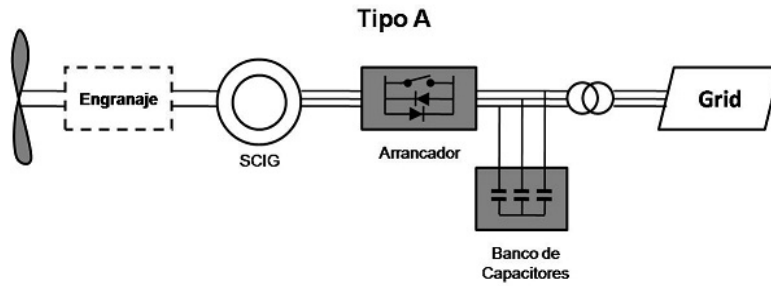 Tipo A
Engranaje
Grid
SCIG
Arrancador
Banco de
Capacitores